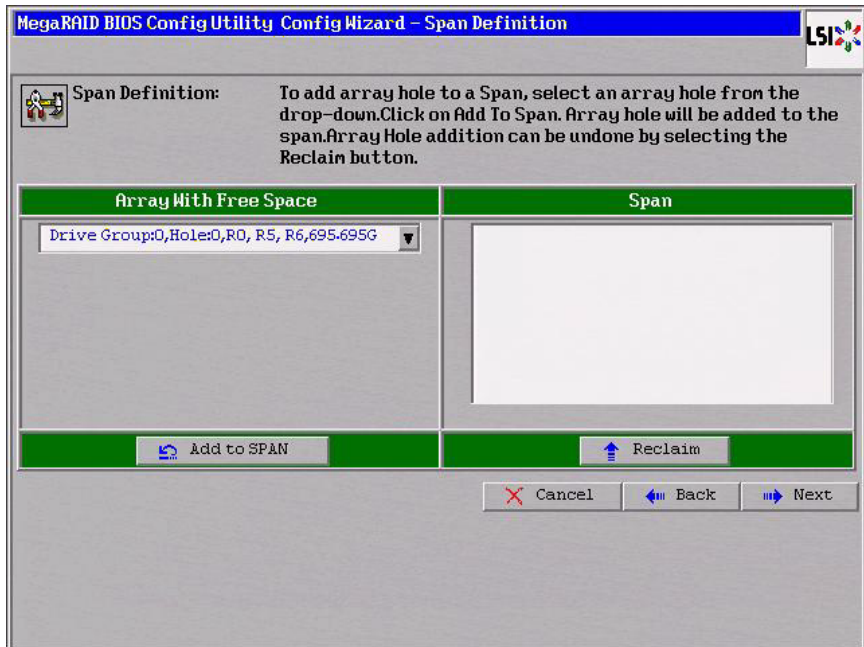 MegaRAID BIOS Config Utility Config Wizard – Span Definition
LSI
Span Definition:
To add array hole to a Span, select an array hole from the
drop-down.Click on Add To Span. Array hole will be added to the
span.Array Hole addition can be undone by selecting the
Reclaim button.
Array With Free Space
Span
Drive Group:0,Hole:0,R0, R5, R6,695.695G
Add to SPAN
Reclaim
Cancel
Back
Next